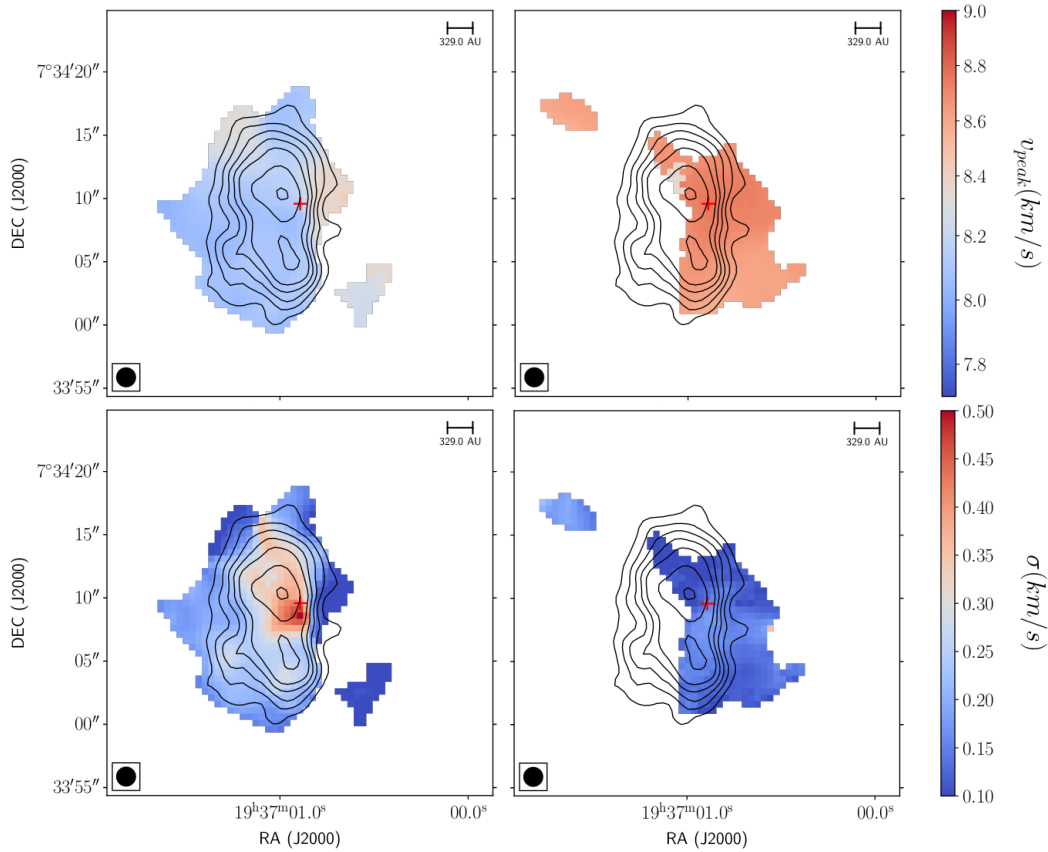 329.0 AU
329.0 AU
9.0
8.8
8.6
8.4
8.2
8.0
7.8
v_{peak}(km/s)
DEC (J2000)
7°34′20″
15″
10″
05″
00″
33′55″
329.0 AU
329.0 AU
0.50
0.45
0.40
0.35
0.30
0.25
0.20
0.15
0.10
σ(km/s)
DEC (J2000)
7°34′20″
15″
10″
05″
00″
33′55″
19ʰ37ᵐ01.0ˢ
00.0ˢ
19ʰ37ᵐ01.0ˢ
00.0ˢ
RA (J2000)
RA (J2000)